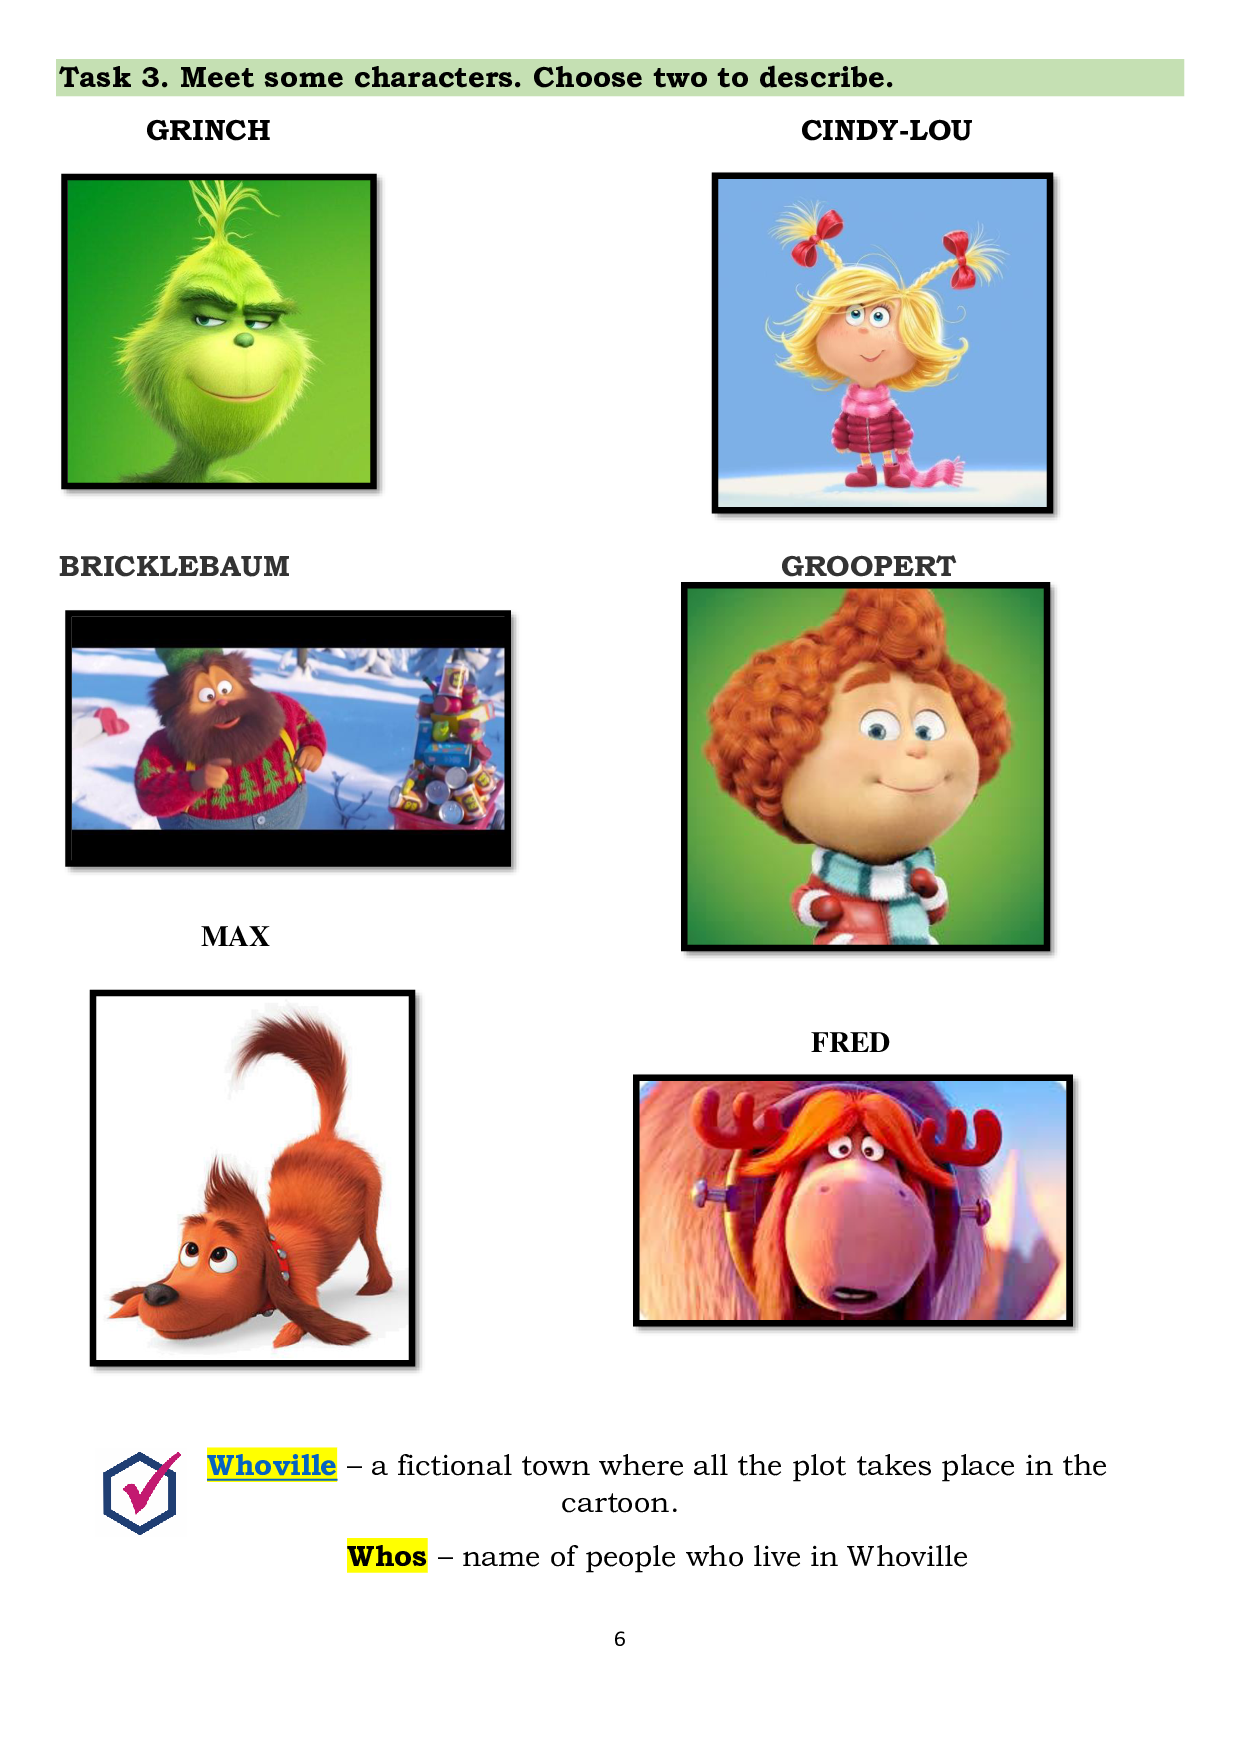 Task 3. Meet some characters. Choose two to describe.
GRINCH
CINDY-LOU
BRICKLEBAUM
GROOPERT
MAX
FRED
Whoville – a fictional town where all the plot takes place in the
cartoon.
Whos – name of people who live in Whoville
6